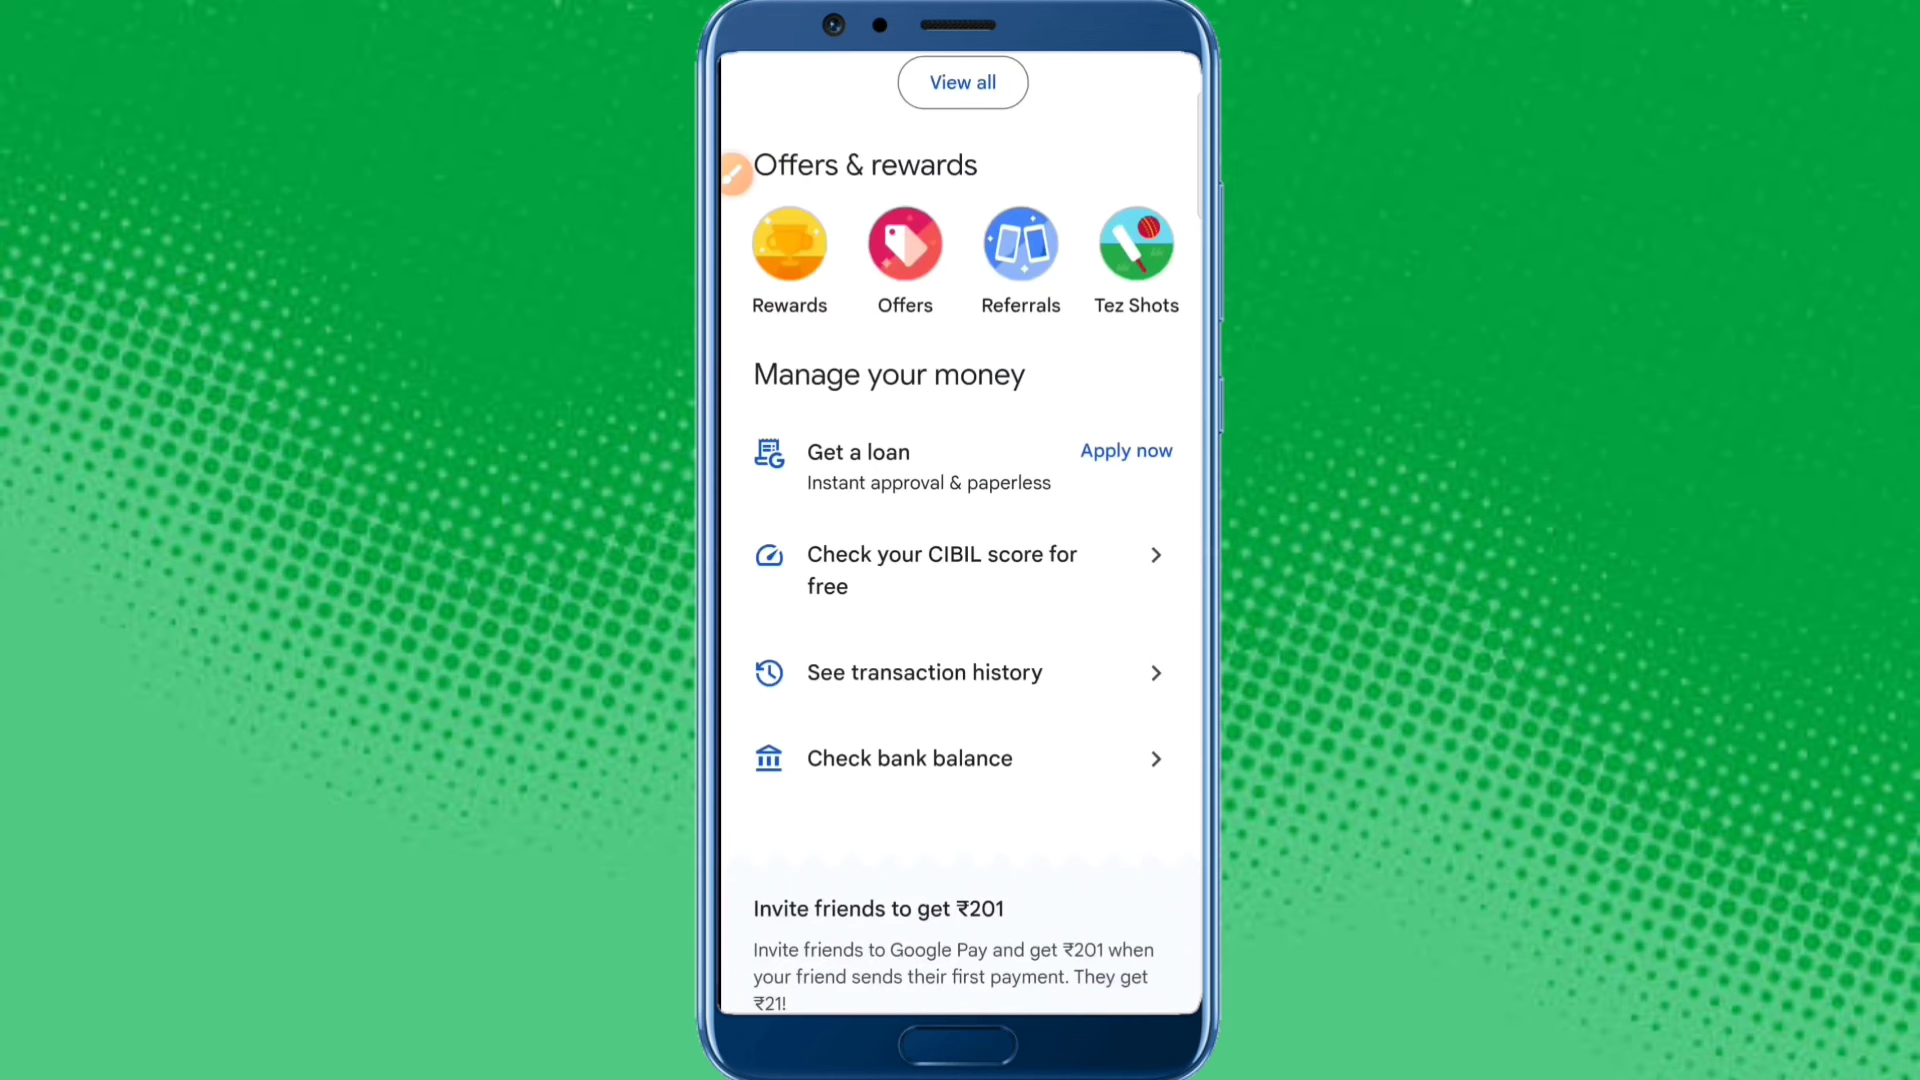 View all
Offers & rewards
Rewards
Offers
Referrals
Tez Shots
Manage your money
Get a loan
Apply now
Instant approval & paperless
Check your CIBIL score for
free
See transaction history
Check bank balance
Invite friends to get ₹201
Invite friends to Google Pay and get ₹201 when
your friend sends their first payment. They get
₹21!